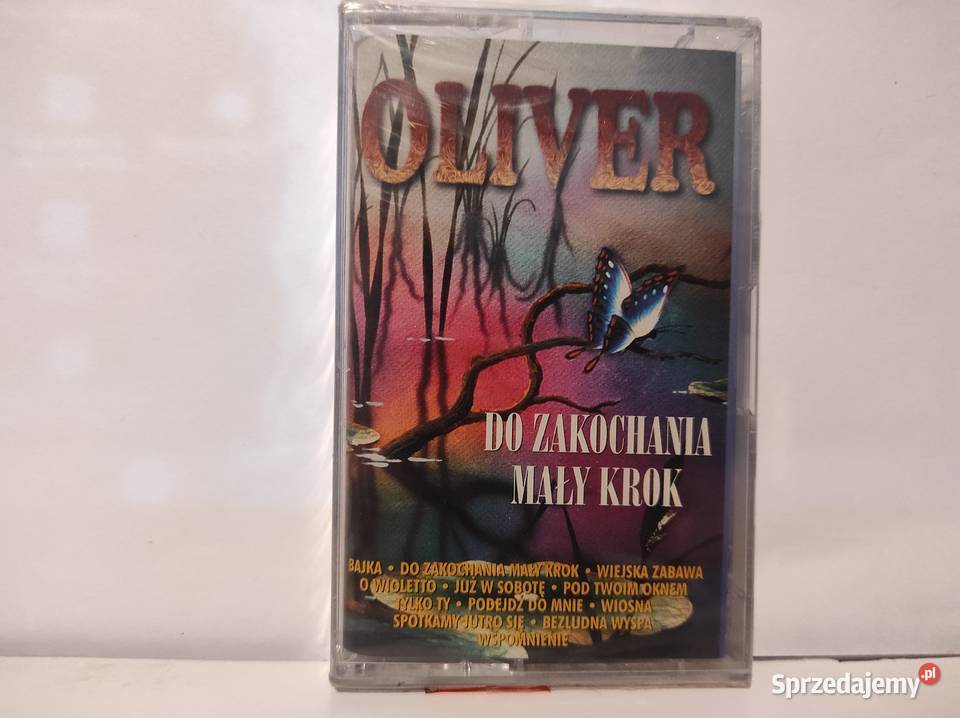 OLIVER
DO ZAKOCHANIA
MAŁY KROK
BAJKA • DO ZAKOCHANIA MAŁY KROK • WIEJSKA ZABAWA
O WIOLETTO • JUŻ W SOBOTĘ • POD TWOIM OKNEM
TYLKO TY • PODEJDŹ DO MNIE • WIOSNA
SPOTKAMY JUTRO SIĘ • BEZLUDNA WYSPA
WSPOMNIENIE
Sprzedajemy.pl